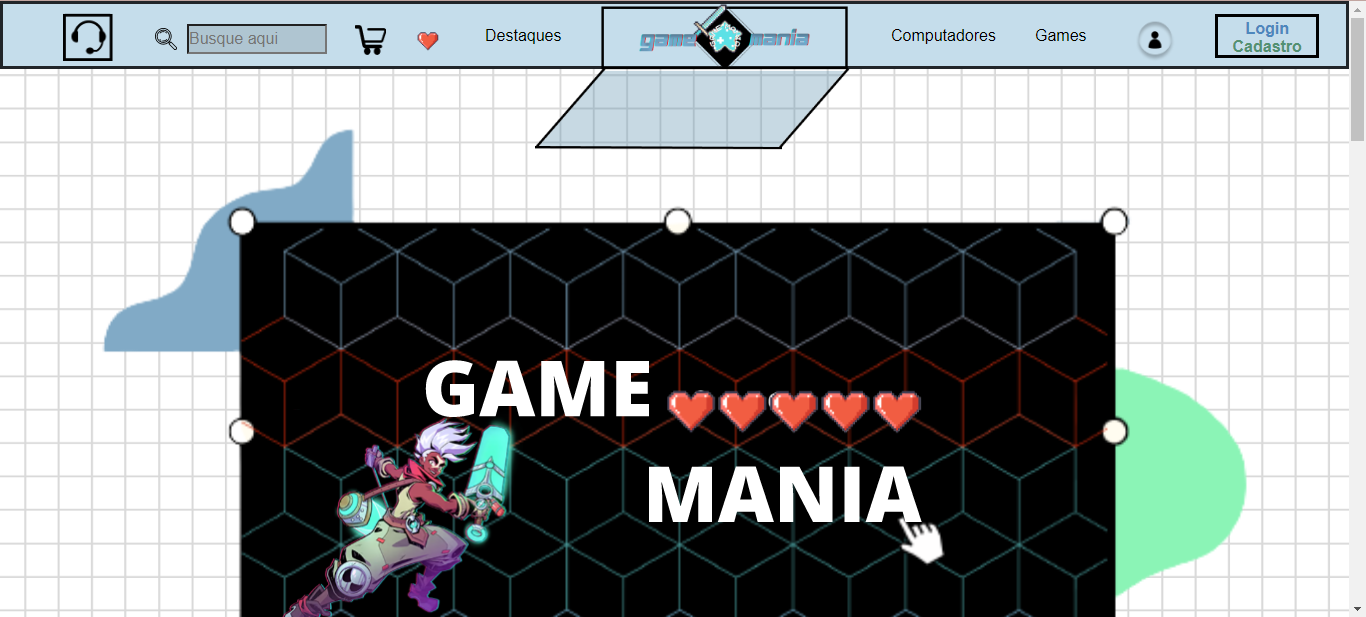 Busque aqui
Destaques
game mania
Computadores
Games
Login
Cadastro
GAME
MANIA